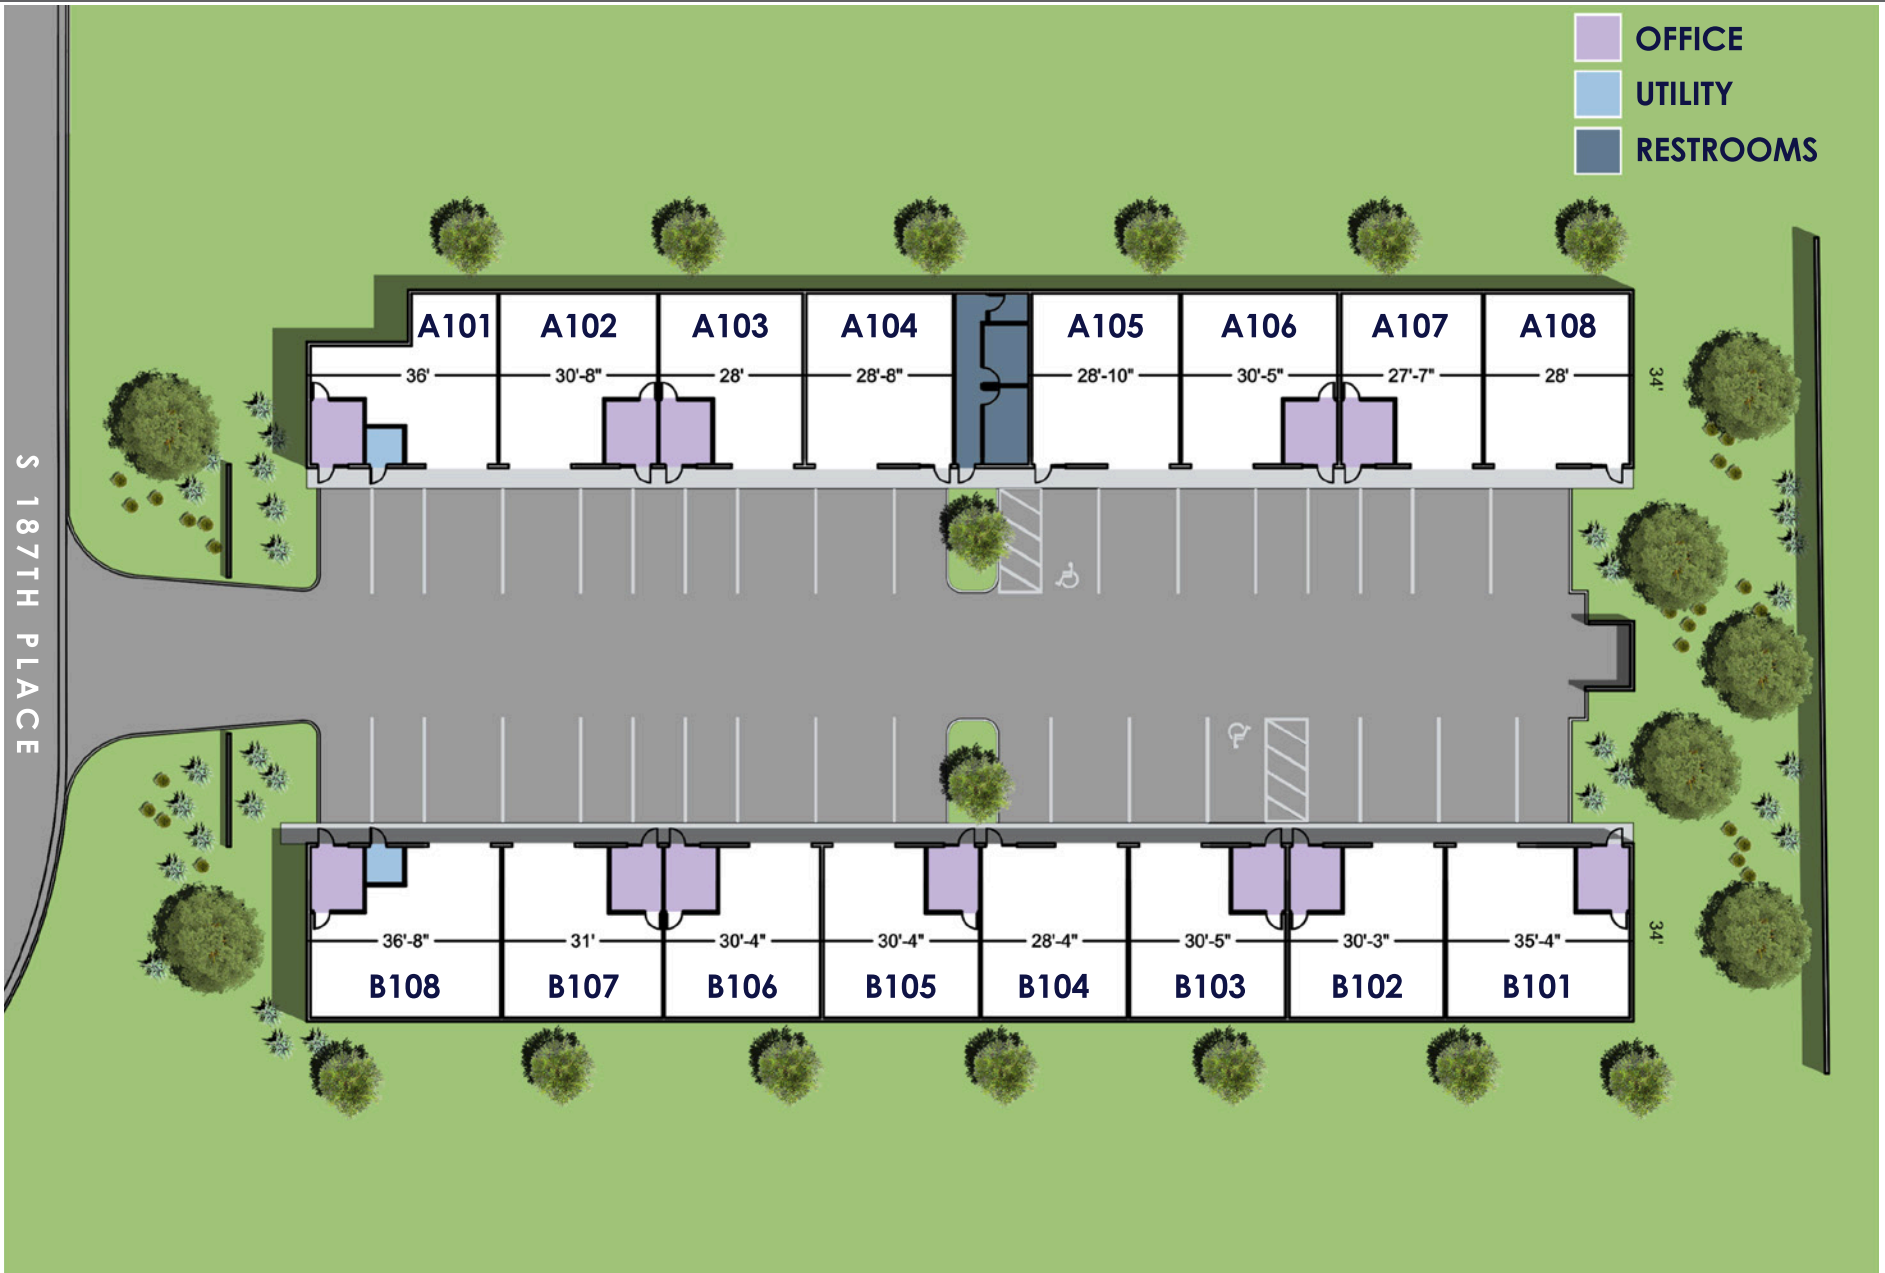 OFFICE
UTILITY
RESTROOMS
A101 A102 A103 A104 A105 A106 A107 A108
36' 30'-8" 28' 28'-8" 28'-10" 30'-5" 27'-7" 28' 34'
S 187TH PLACE
36'-8" 31' 30'-4" 30'-4" 28'-4" 30'-5" 30'-3" 35'-4" 34'
B108 B107 B106 B105 B104 B103 B102 B101